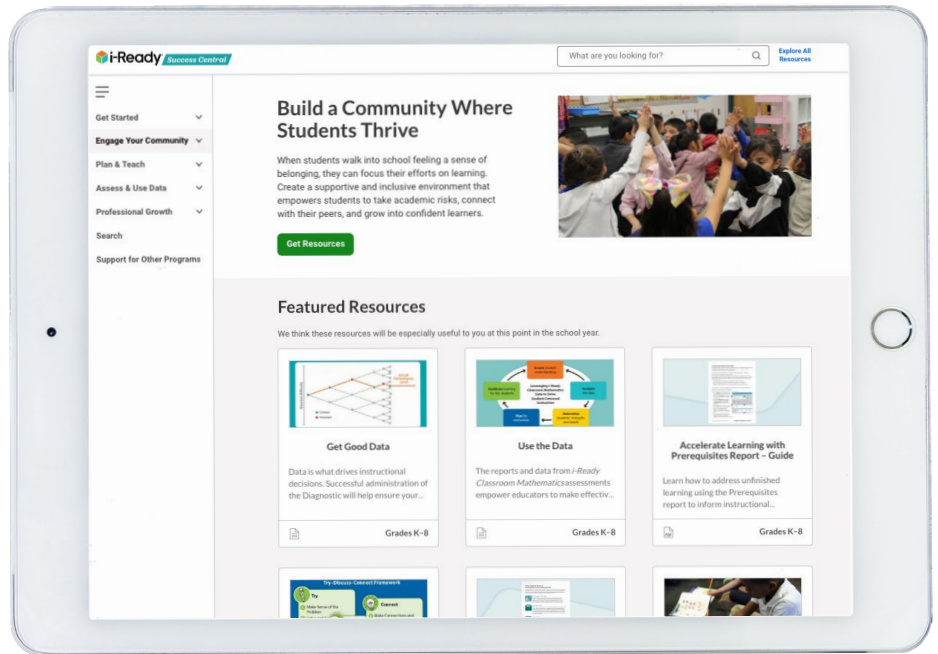 i-Ready Success Central
What are you looking for?
Explore All
Resources
Get Started
Engage Your Community
Plan & Teach
Assess & Use Data
Professional Growth
Search
Support for Other Programs
Build a Community Where
Students Thrive
When students walk into school feeling a sense of
belonging, they can focus their efforts on learning.
Create a supportive and inclusive environment that
empowers students to take academic risks, connect
with their peers, and grow into confident learners.
Get Resources
Featured Resources
We think these resources will be especially useful to you at this point in the school year.
Get Good Data
Data is what drives instructional
decisions. Successful administration of
the Diagnostic will help ensure your...
Grades K–8
Use the Data
The reports and data from i-Ready
Classroom Mathematics assessments
empower educators to make effectiv...
Grades K–8
Accelerate Learning with
Prerequisites Report – Guide
Learn how to address unfinished
learning using the Prerequisites
report to inform instructional...
Grades K–8
Try-Discuss-Connect Framework
Try
Make Sense of the
Problem
Connect
Make Connections and